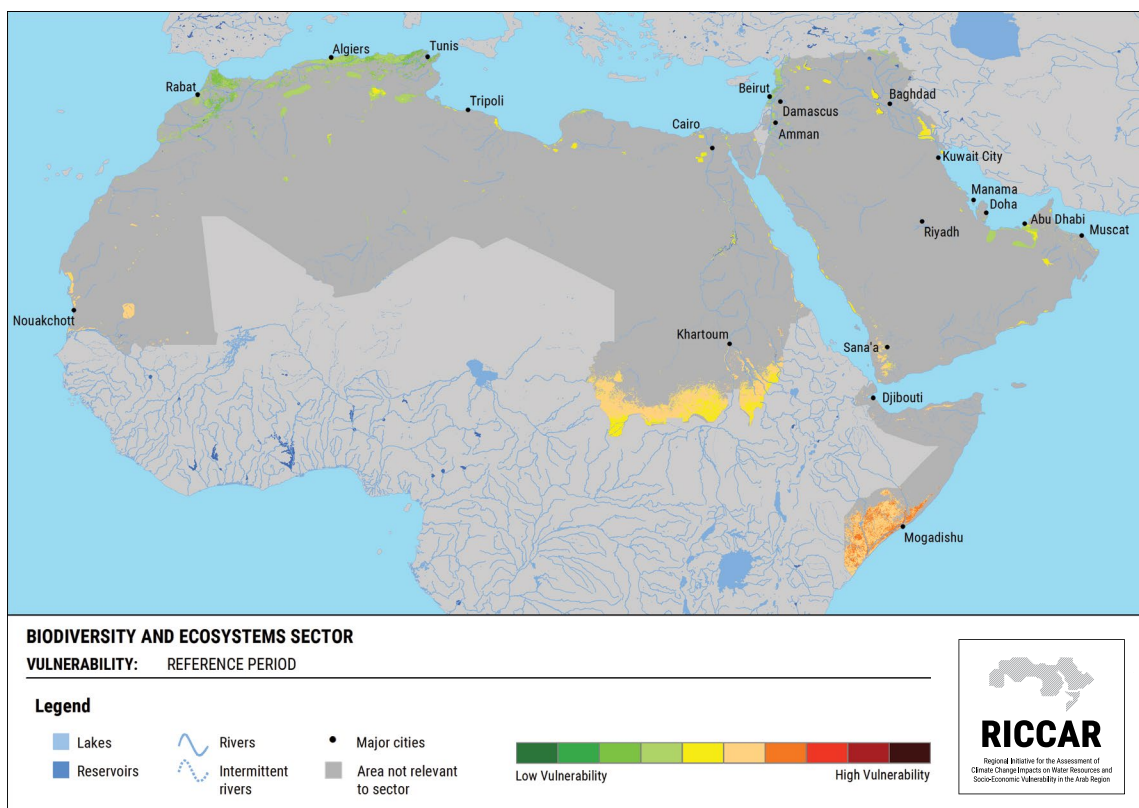 Algiers
Tunis
Rabat
Tripoli
Beirut
Damascus
Baghdad
Cairo
Amman
Kuwait City
Manama
Doha
Abu Dhabi
Muscat
Riyadh
Nouakchott
Khartoum
Sana'a
Djibouti
Mogadishu
BIODIVERSITY AND ECOSYSTEMS SECTOR
VULNERABILITY: REFERENCE PERIOD
Legend
Lakes
Reservoirs
Rivers
Intermittent
rivers
Major cities
Area not relevant
to sector
Low Vulnerability
High Vulnerability
RICCAR
Regional Initiative for the Assessment of
Climate Change Impacts on Water Resources and
Socio-Economic Vulnerability in the Arab Region